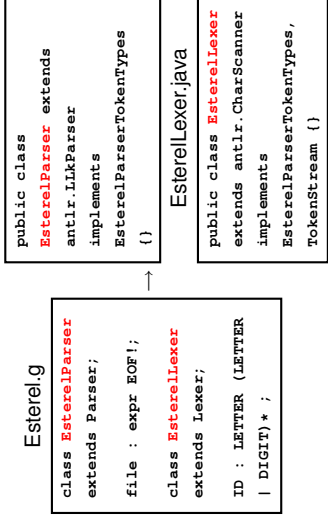 Esterel.g
class EsterelParser
extends Parser;
file : expr EOF!;
class EsterelLexer
extends Lexer;
ID : LETTER (LETTER
| DIGIT)* ;
→
public class
EsterelParser extends
antlr.LLkParser
implements
EsterelParserTokenTypes
{}
EsterelLexer.java
public class EsterelLexer
extends antlr.CharScanner
implements
EsterelParserTokenTypes,
TokenStream {}